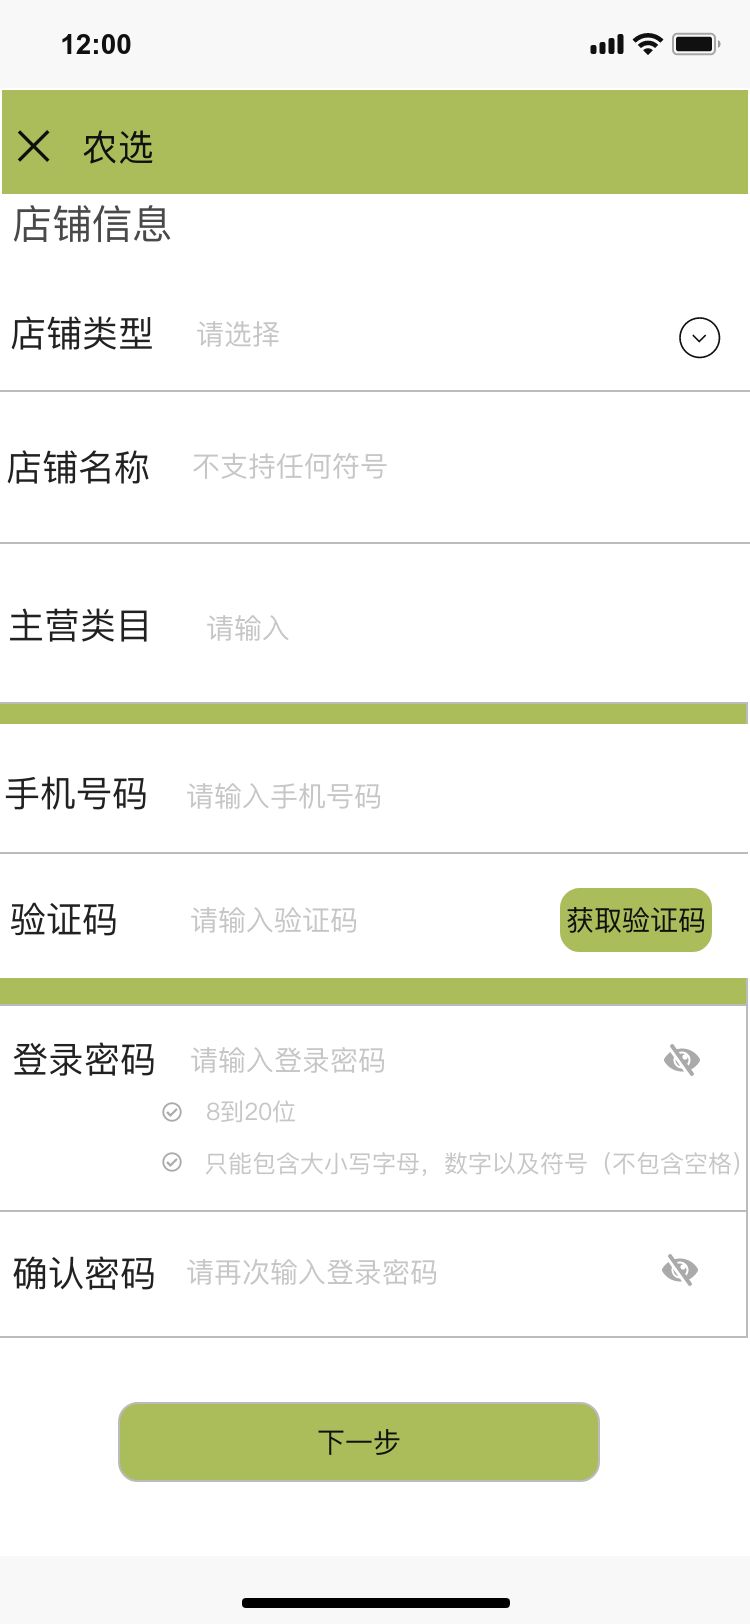 12:00
农选
店铺信息
店铺类型 请选择
店铺名称 不支持任何符号
主营类目 请输入
手机号码 请输入手机号码
验证码 请输入验证码 获取验证码
登录密码 请输入登录密码
8到20位
只能包含大小写字母，数字以及符号（不包含空格）
确认密码 请再次输入登录密码
下一步